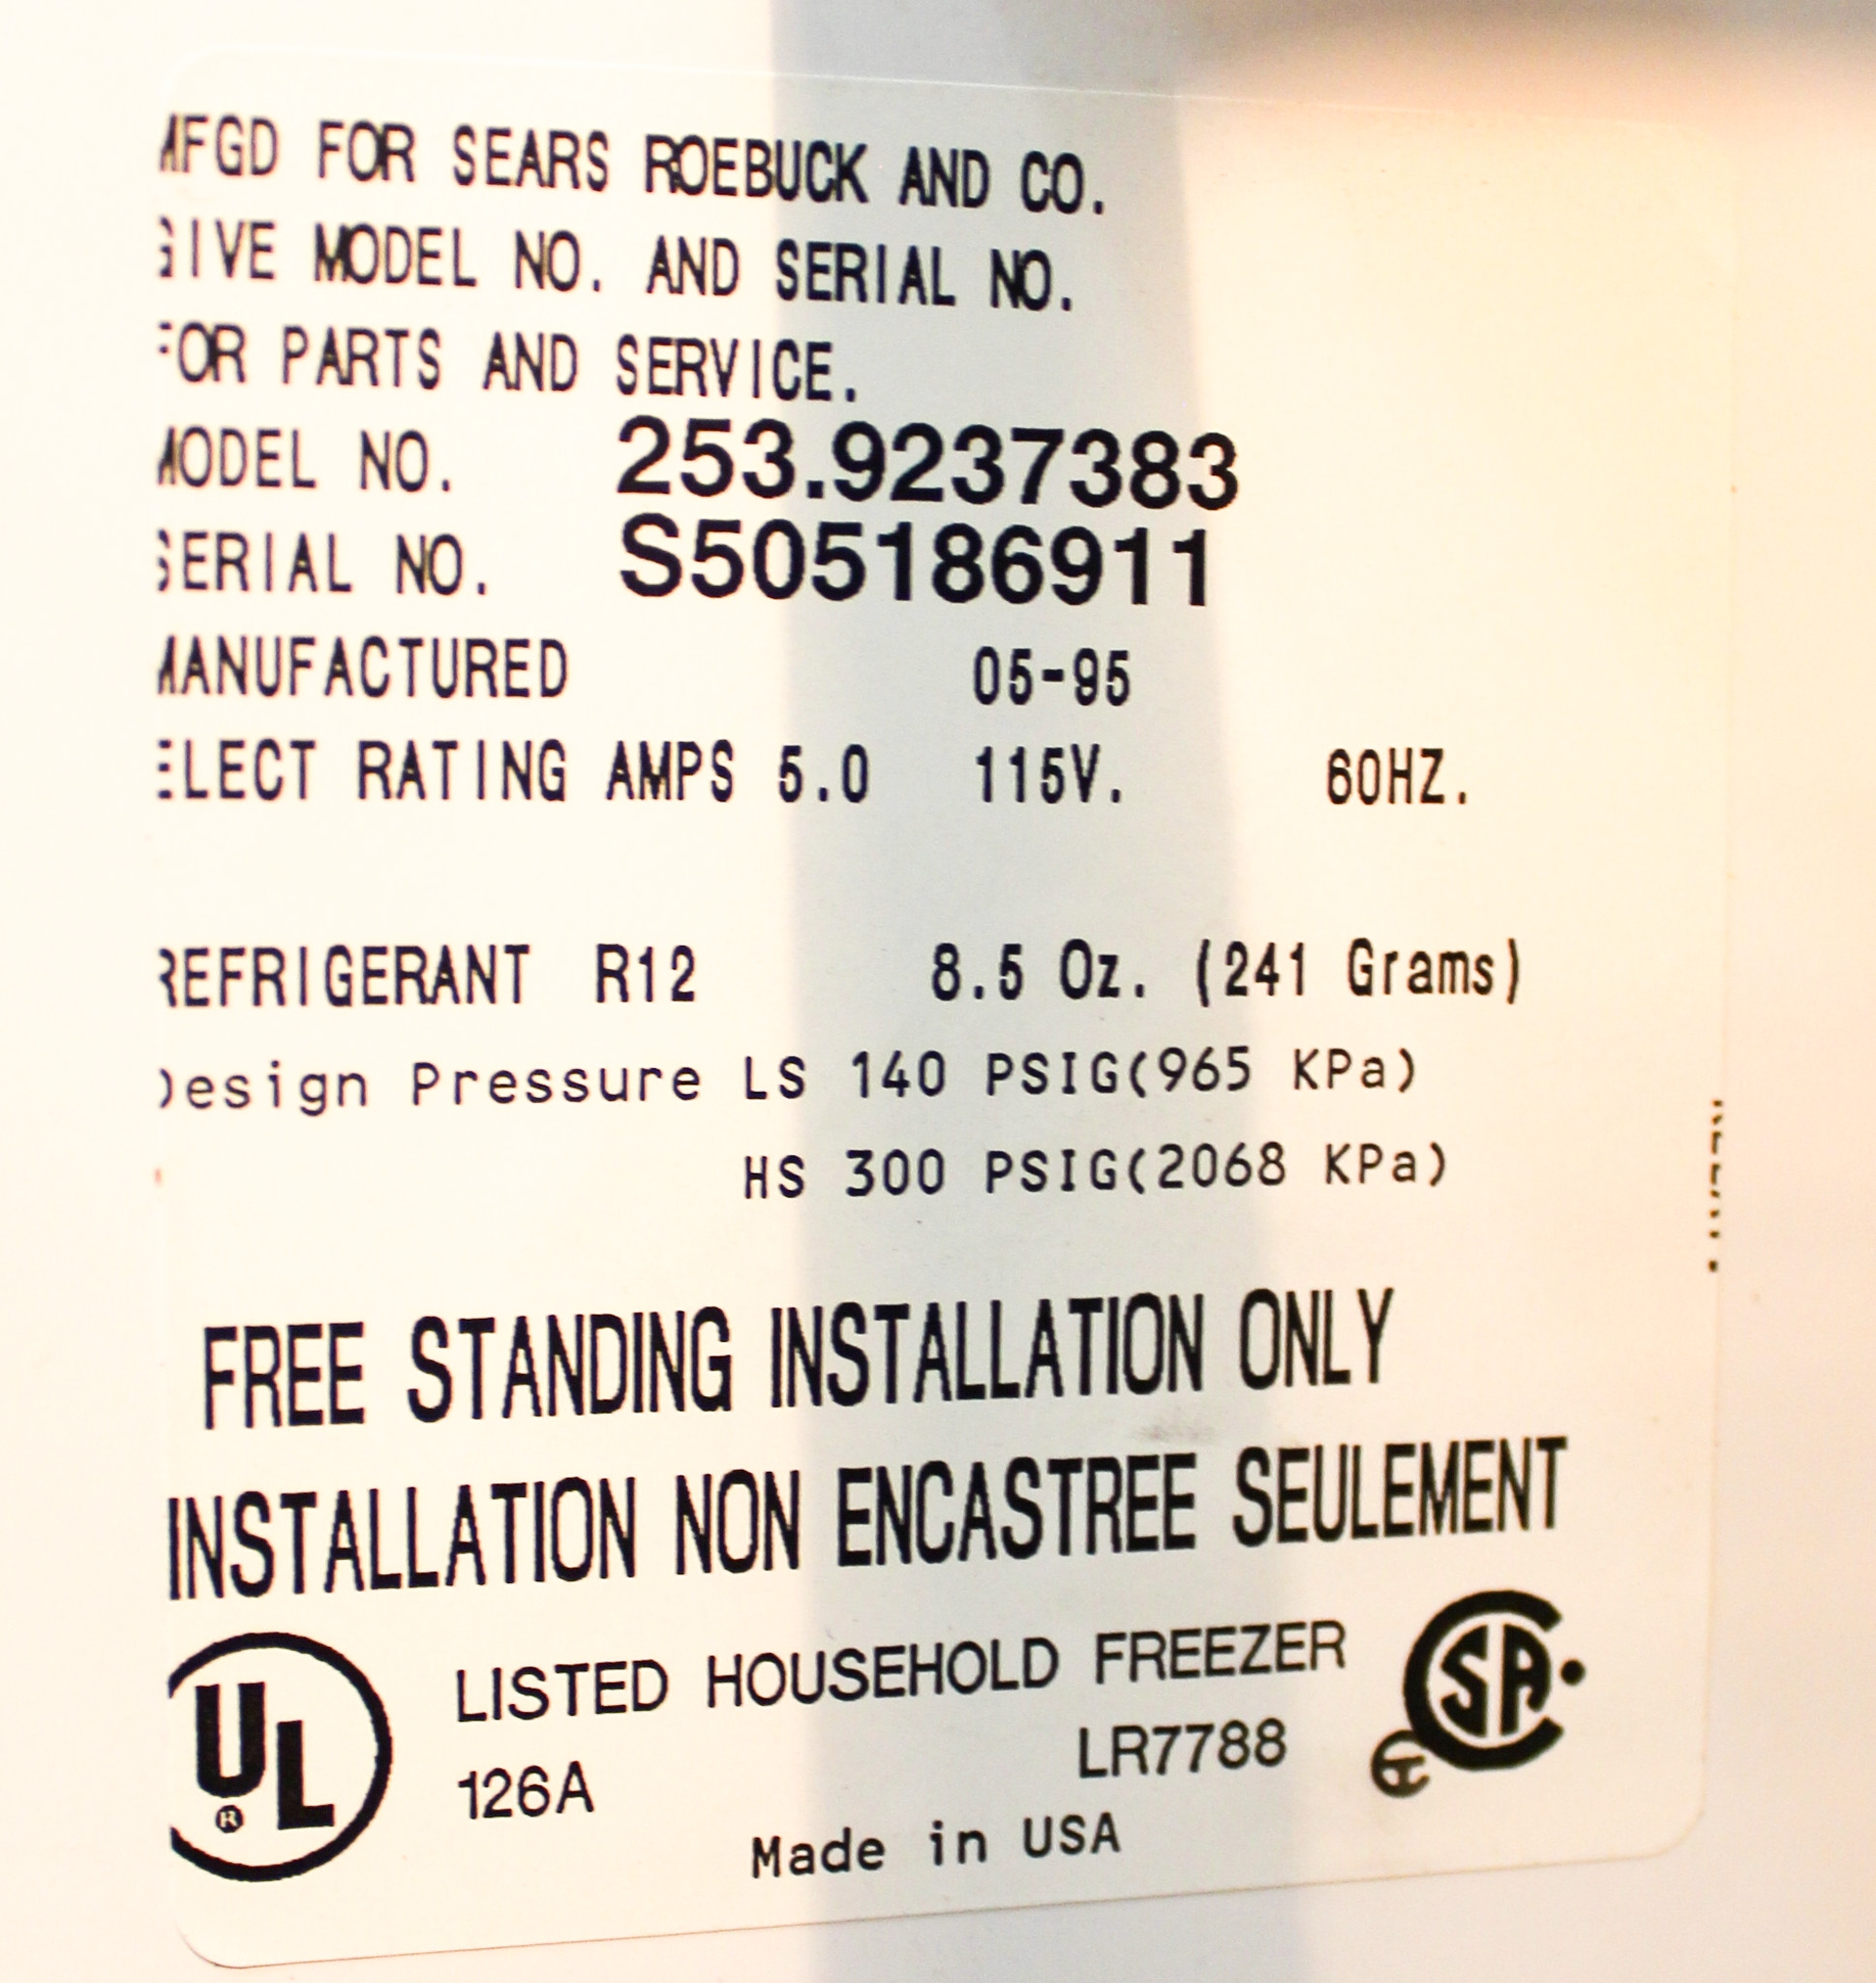 MFGD FOR SEARS ROEBUCK AND CO.
GIVE MODEL NO. AND SERIAL NO.
FOR PARTS AND SERVICE.
MODEL NO. 253.9237383
SERIAL NO. S505186911
MANUFACTURED 05-95
ELECT RATING AMPS 5.0 115V. 60HZ.
REFRIGERANT R12 8.5 Oz. (241 Grams)
Design Pressure LS 140 PSIG(965 KPa)
HS 300 PSIG(2068 KPa)
FREE STANDING INSTALLATION ONLY
INSTALLATION NON ENCASTREE SEULEMENT
UL ®
LISTED HOUSEHOLD FREEZER
126A
LR7788
CSA
Made in USA